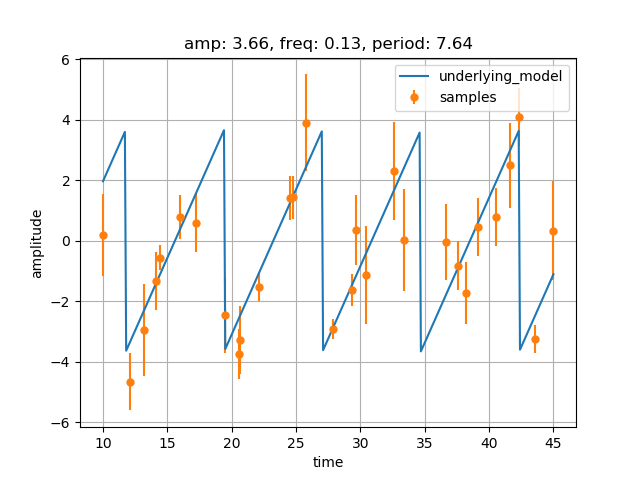 amp: 3.66, freq: 0.13, period: 7.64
underlying_model
samples
amplitude
6
4
2
0
−2
−4
−6
10 15 20 25 30 35 40 45
time